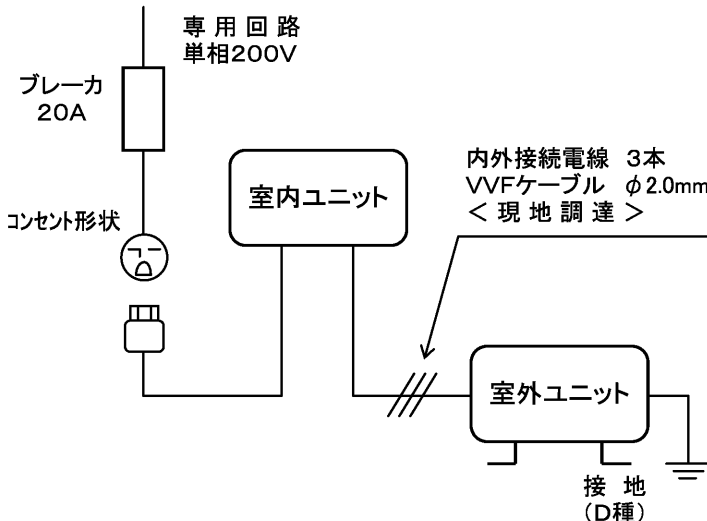 専用回路
単相200V
ブレーカ
20A
コンセント形状
室内ユニット
内外接続電線 3本
VVFケーブル φ2.0mm
＜現地調達＞
室外ユニット
接地
(D種)